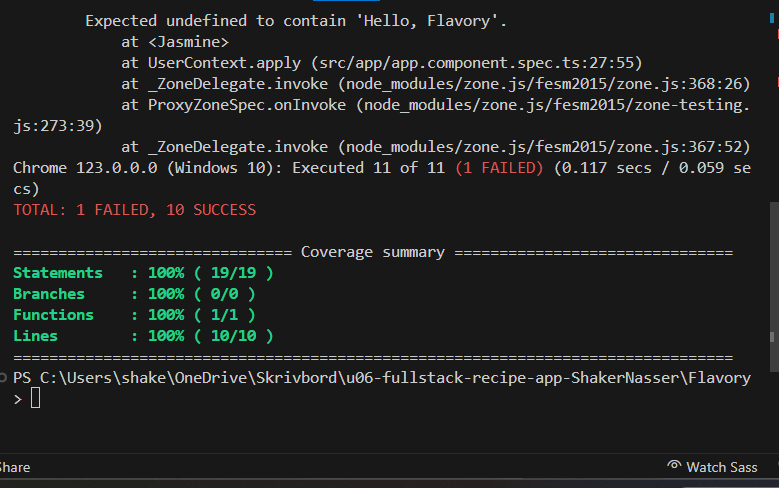 Expected undefined to contain 'Hello, Flavory'.
at <Jasmine>
at UserContext.apply (src/app/app.component.spec.ts:27:55)
at _ZoneDelegate.invoke (node_modules/zone.js/fesm2015/zone.js:368:26)
at ProxyZoneSpec.onInvoke (node_modules/zone.js/fesm2015/zone-testing.
js:273:39)
at _ZoneDelegate.invoke (node_modules/zone.js/fesm2015/zone.js:367:52)
Chrome 123.0.0.0 (Windows 10): Executed 11 of 11 (1 FAILED) (0.117 secs / 0.059 se
cs)
TOTAL: 1 FAILED, 10 SUCCESS
=============================== Coverage summary ===============================
Statements   : 100% ( 19/19 )
Branches     : 100% ( 0/0 )
Functions    : 100% ( 1/1 )
Lines        : 100% ( 10/10 )
================================================================================
PS C:\Users\shake\OneDrive\Skrivbord\u06-fullstack-recipe-app-ShakerNasser\Flavory
>
Share Watch Sass